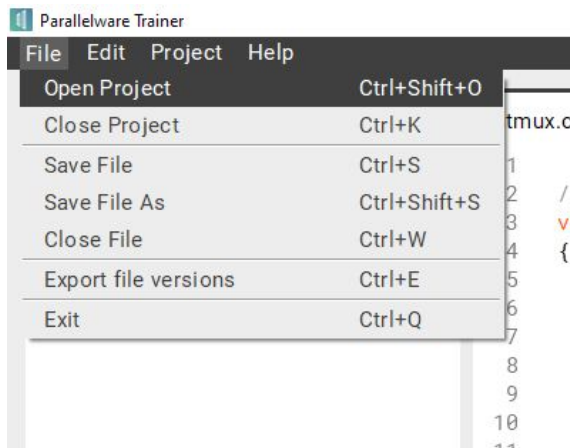 Parallelware Trainer
File Edit Project Help
Open Project Ctrl+Shift+O
Close Project Ctrl+K
Save File Ctrl+S
Save File As Ctrl+Shift+S
Close File Ctrl+W
Export file versions Ctrl+E
Exit Ctrl+Q
tmux.c
1
2 /
3 v
4 {
5
6
7
8
9
10